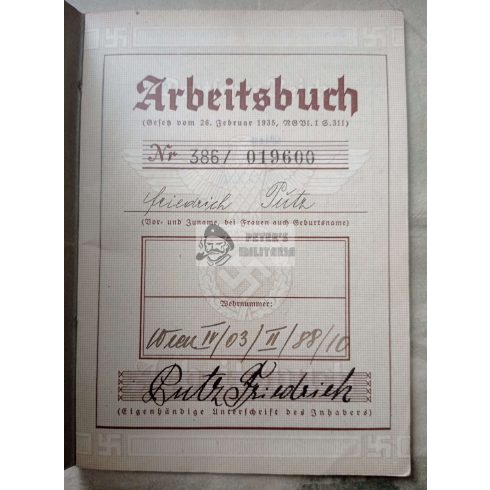 Arbeitsbuch
(Gesetz vom 26. Februar 1935, RGBl. I S. 311)
Nr 386/ 019600
Friedrich Putz
(Vor- und Zuname, bei Frauen auch Geburtsname)
PETER'S
MILITARIA
Wehrnummer:
Wien IV/03/II/88/10
Putz Friedrich
(Eigenhändige Unterschrift des Inhabers)